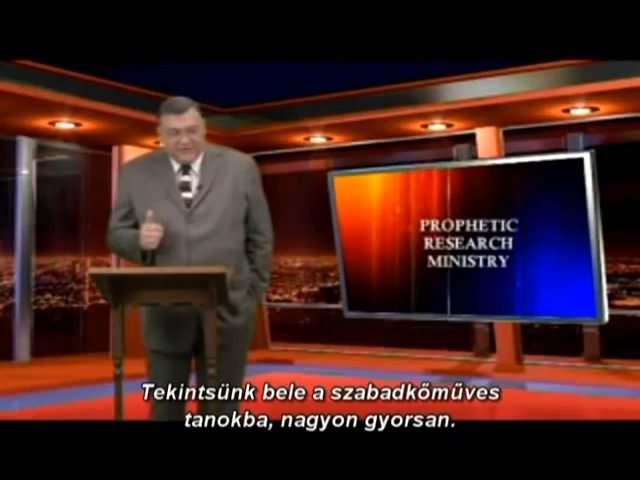 PROPHETIC
RESEARCH
MINISTRY
Tekintsünk bele a szabadkőműves
tanokba, nagyon gyorsan.